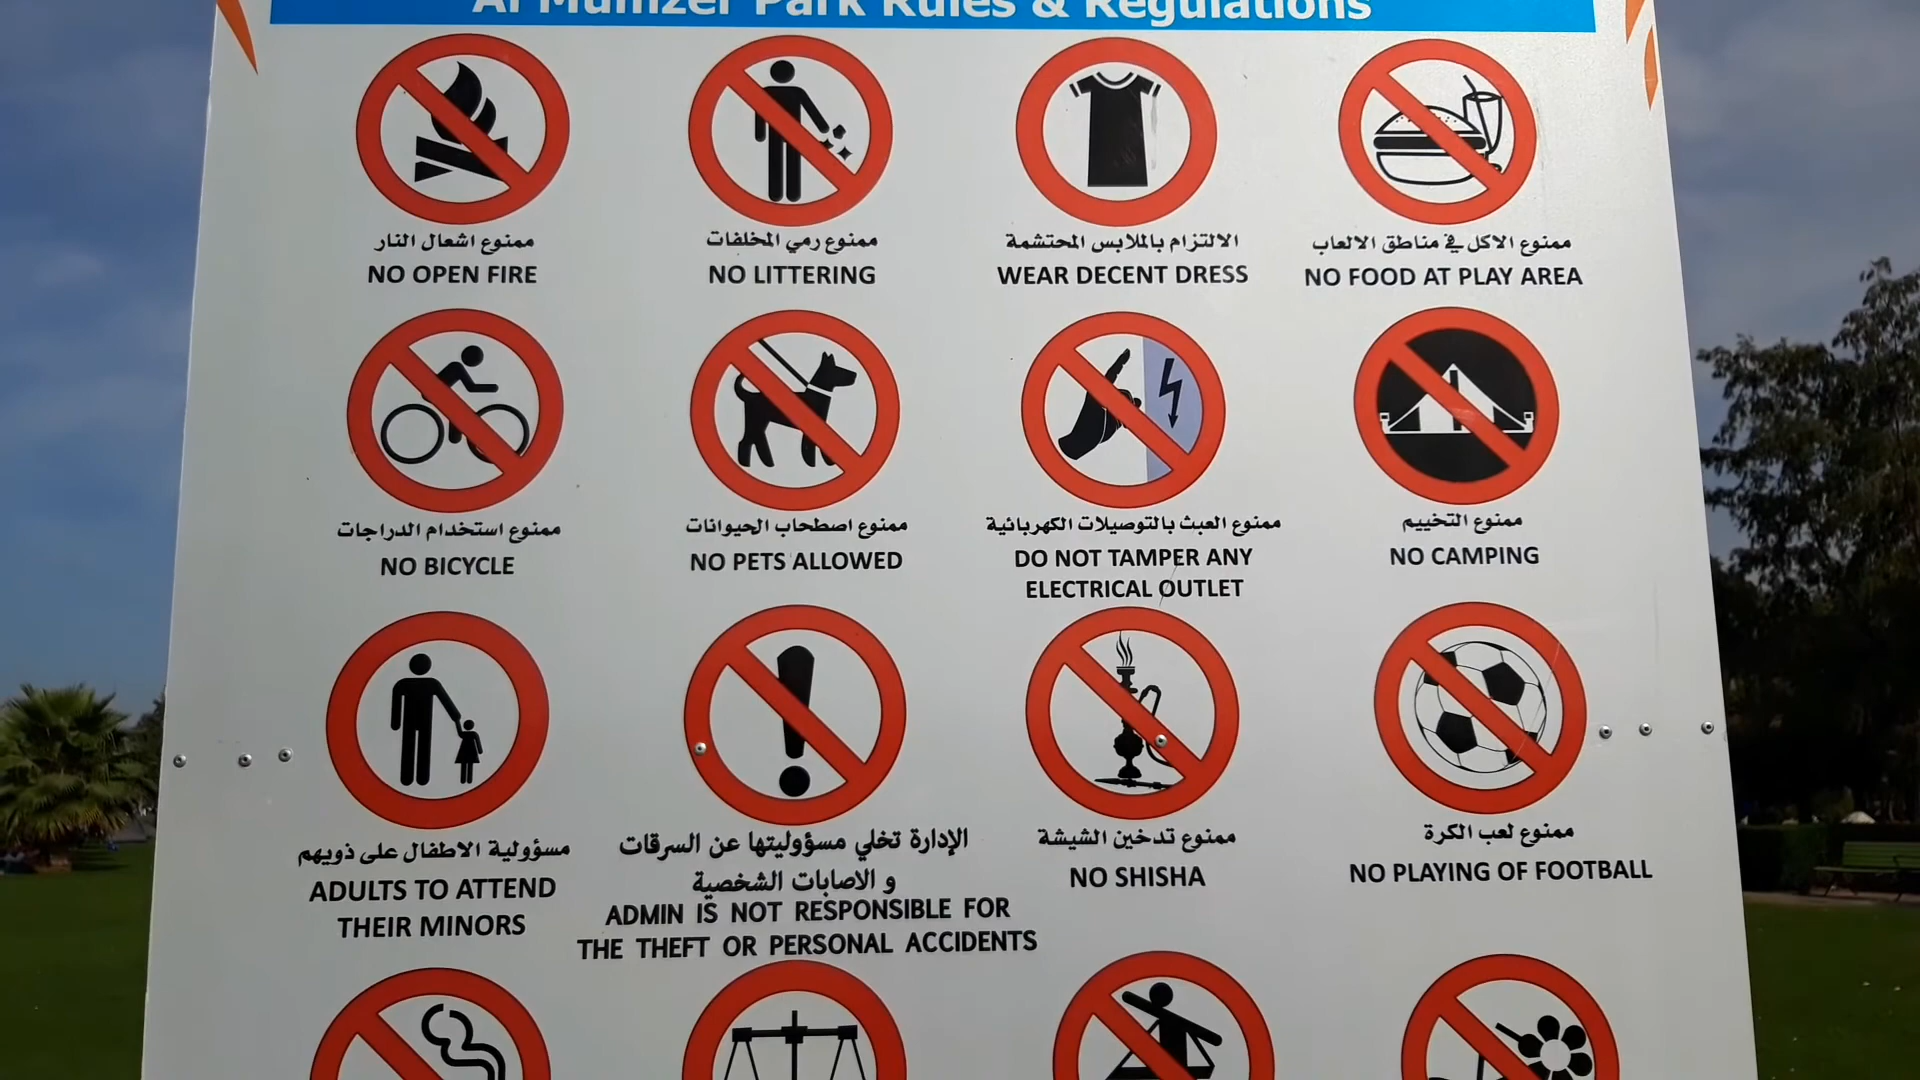 Al Mumzer Park Rules & Regulations
ممنوع اشعال النار
NO OPEN FIRE
ممنوع رمي المخلفات
NO LITTERING
الالتزام بالملابس المحتشمة
WEAR DECENT DRESS
ممنوع الاكل في مناطق الالعاب
NO FOOD AT PLAY AREA
ممنوع استخدام الدراجات
NO BICYCLE
ممنوع اصطحاب الحيوانات
NO PETS ALLOWED
ممنوع العبث بالتوصيلات الكهربائية
DO NOT TAMPER ANY
ELECTRICAL OUTLET
ممنوع التخييم
NO CAMPING
مسؤولية الاطفال على ذويهم
ADULTS TO ATTEND
THEIR MINORS
الإدارة تخلي مسؤوليتها عن السرقات
و الاصابات الشخصية
ADMIN IS NOT RESPONSIBLE FOR
THE THEFT OR PERSONAL ACCIDENTS
ممنوع تدخين الشيشة
NO SHISHA
ممنوع لعب الكرة
NO PLAYING OF FOOTBALL